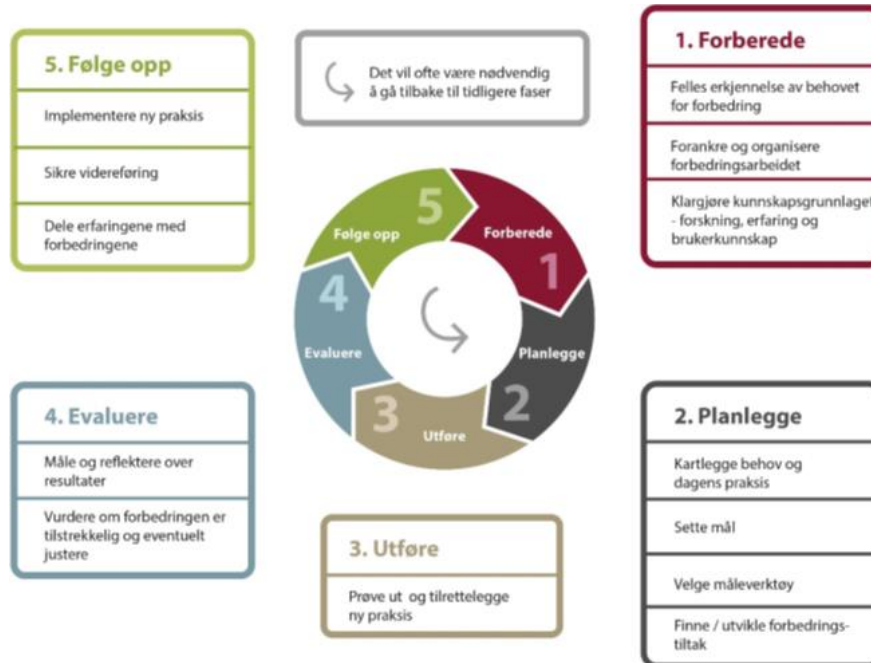 5. Følge opp
Implementere ny praksis
Sikre videreføring
Dele erfaringene med
forbedringene
Det vil ofte være nødvendig
å gå tilbake til tidligere faser
1. Forberede
Felles erkjennelse av behovet
for forbedring
Forankre og organisere
forbedringsarbeidet
Klargjøre kunnskapsgrunnlaget
- forskning, erfaring og
brukerkunnskap
5
Følge opp
Forberede
1
4
Evaluere
Planlegge
2
3
Utføre
4. Evaluere
Måle og reflektere over
resultater
Vurdere om forbedringen er
tilstrekkelig og eventuelt
justere
3. Utføre
Prøve ut og tilrettelegge
ny praksis
2. Planlegge
Kartlegge behov og
dagens praksis
Sette mål
Velge måleverktøy
Finne / utvikle forbedrings-
tiltak